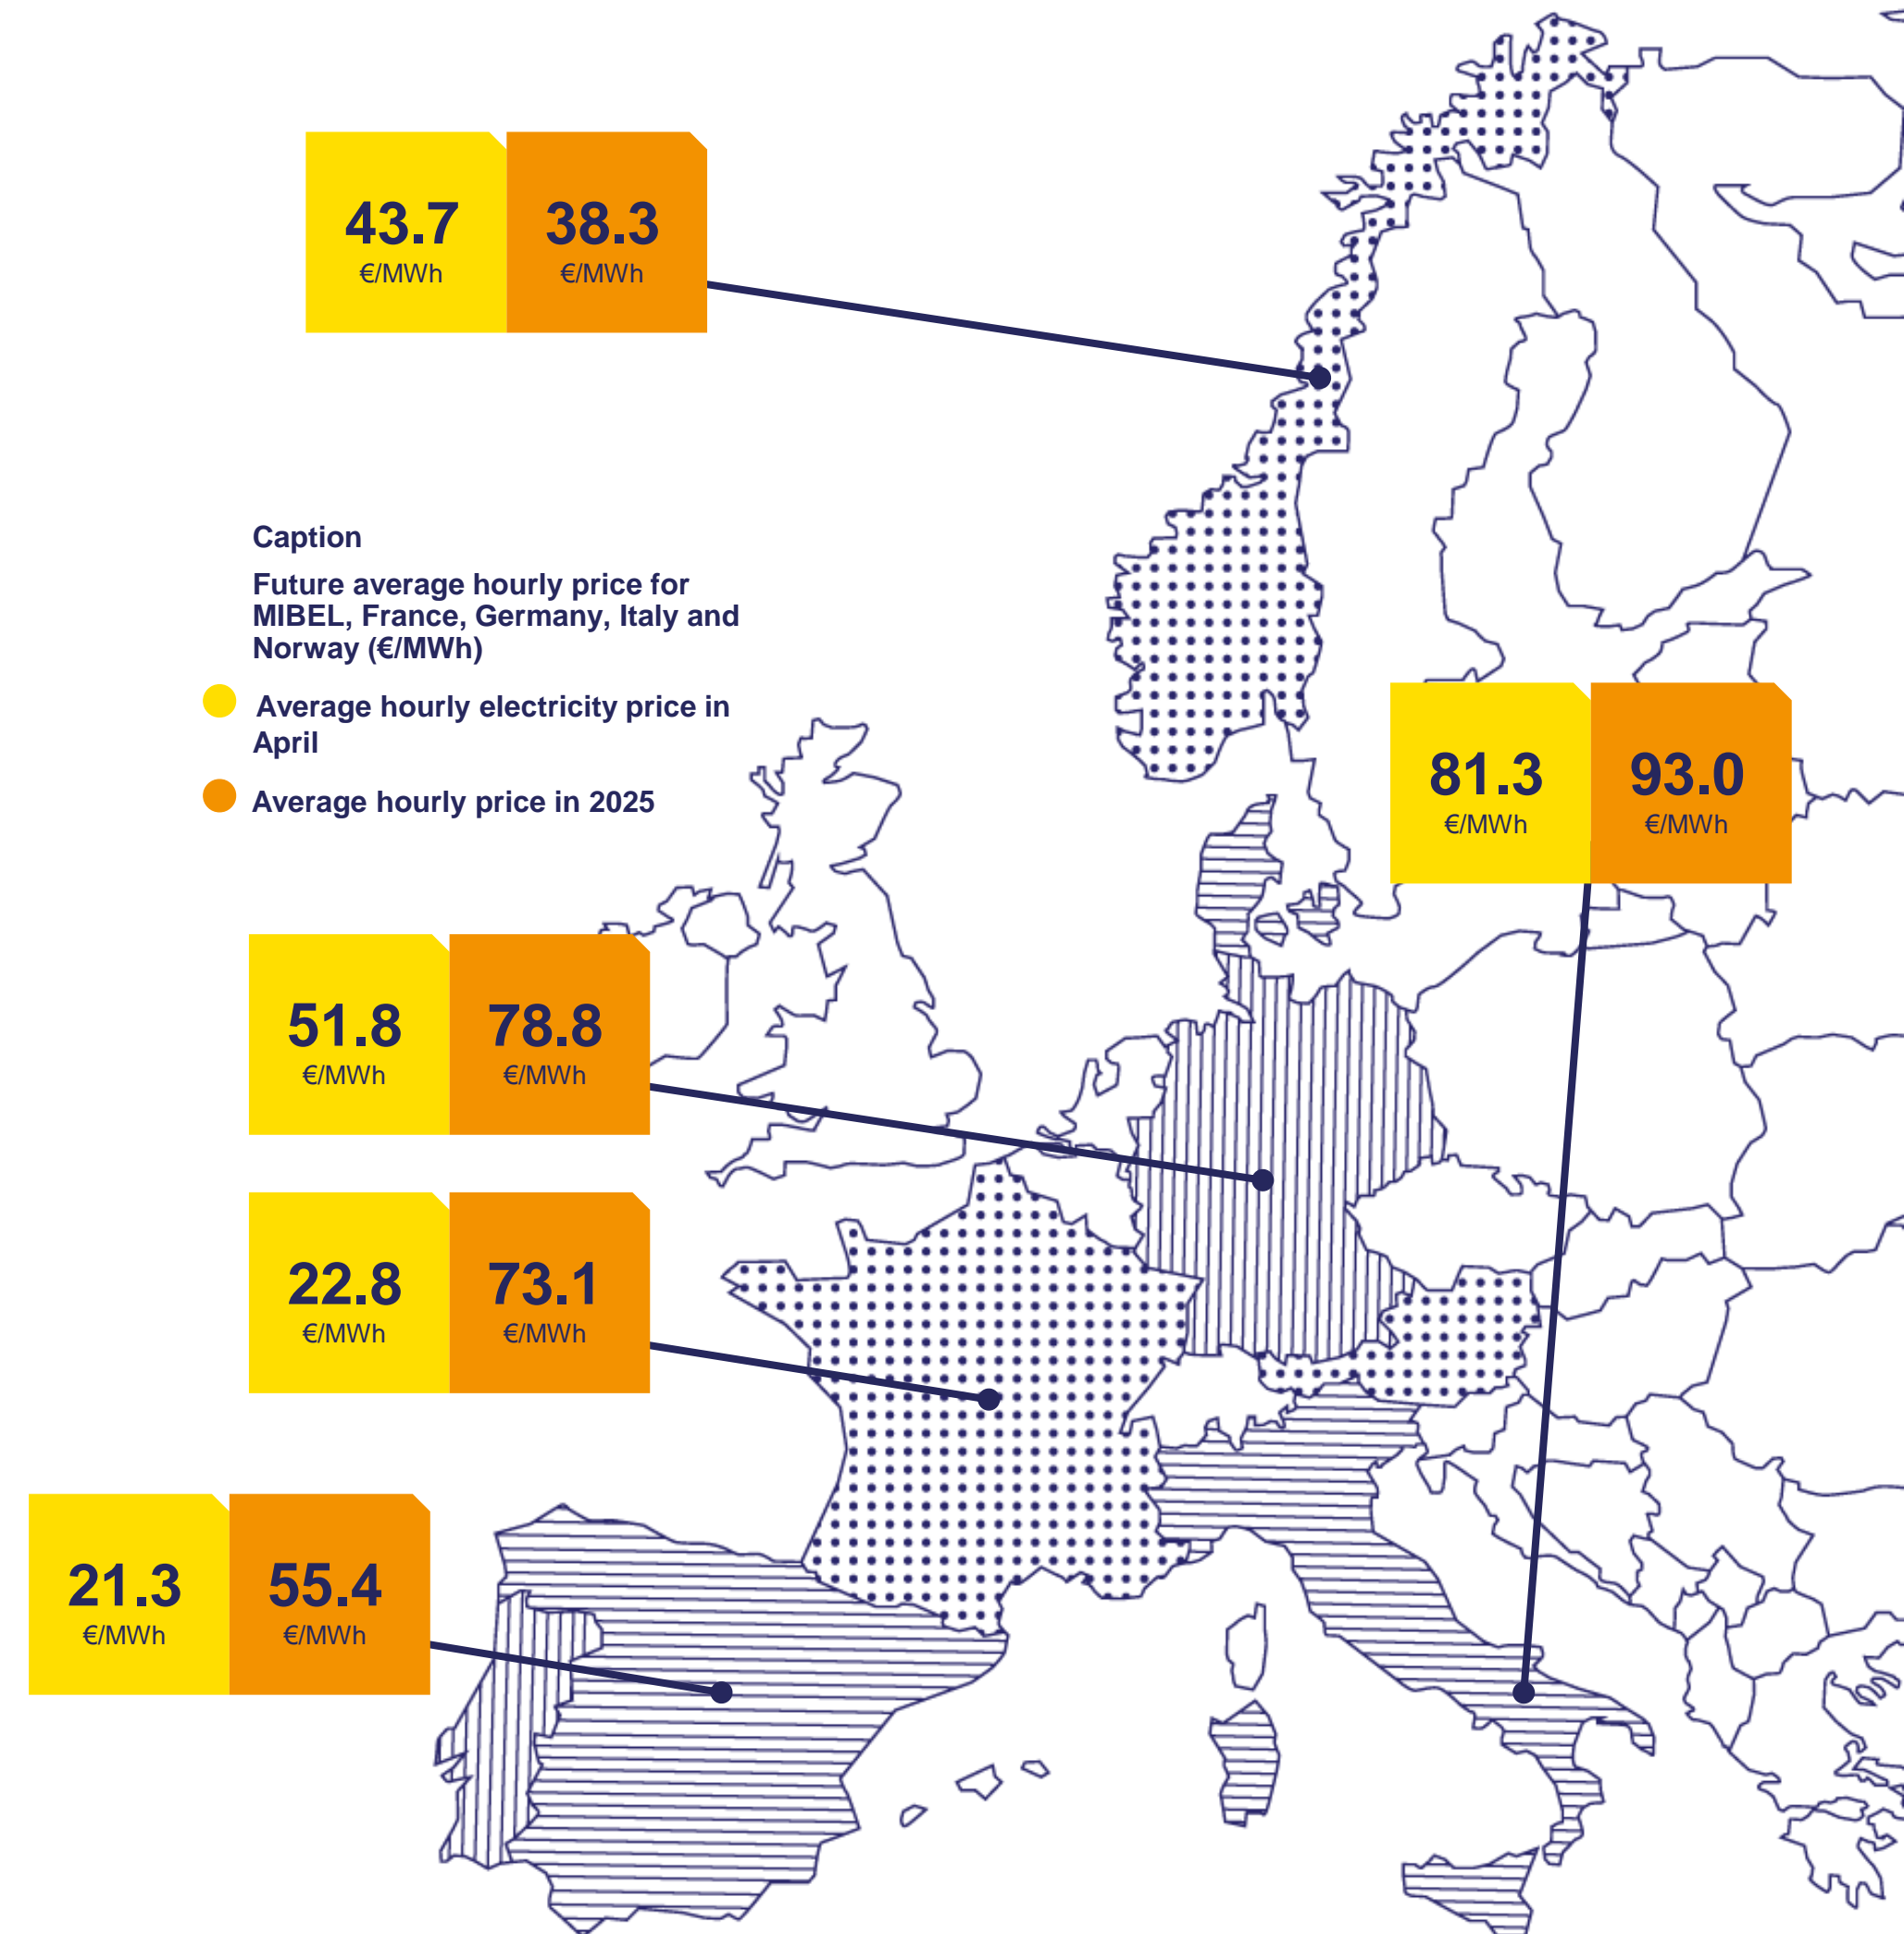 43.7 38.3
€/MWh €/MWh
Caption
Future average hourly price for
MIBEL, France, Germany, Italy and
Norway (€/MWh)
Average hourly electricity price in
April
Average hourly price in 2025
81.3 93.0
€/MWh €/MWh
51.8 78.8
€/MWh €/MWh
22.8 73.1
€/MWh €/MWh
21.3 55.4
€/MWh €/MWh